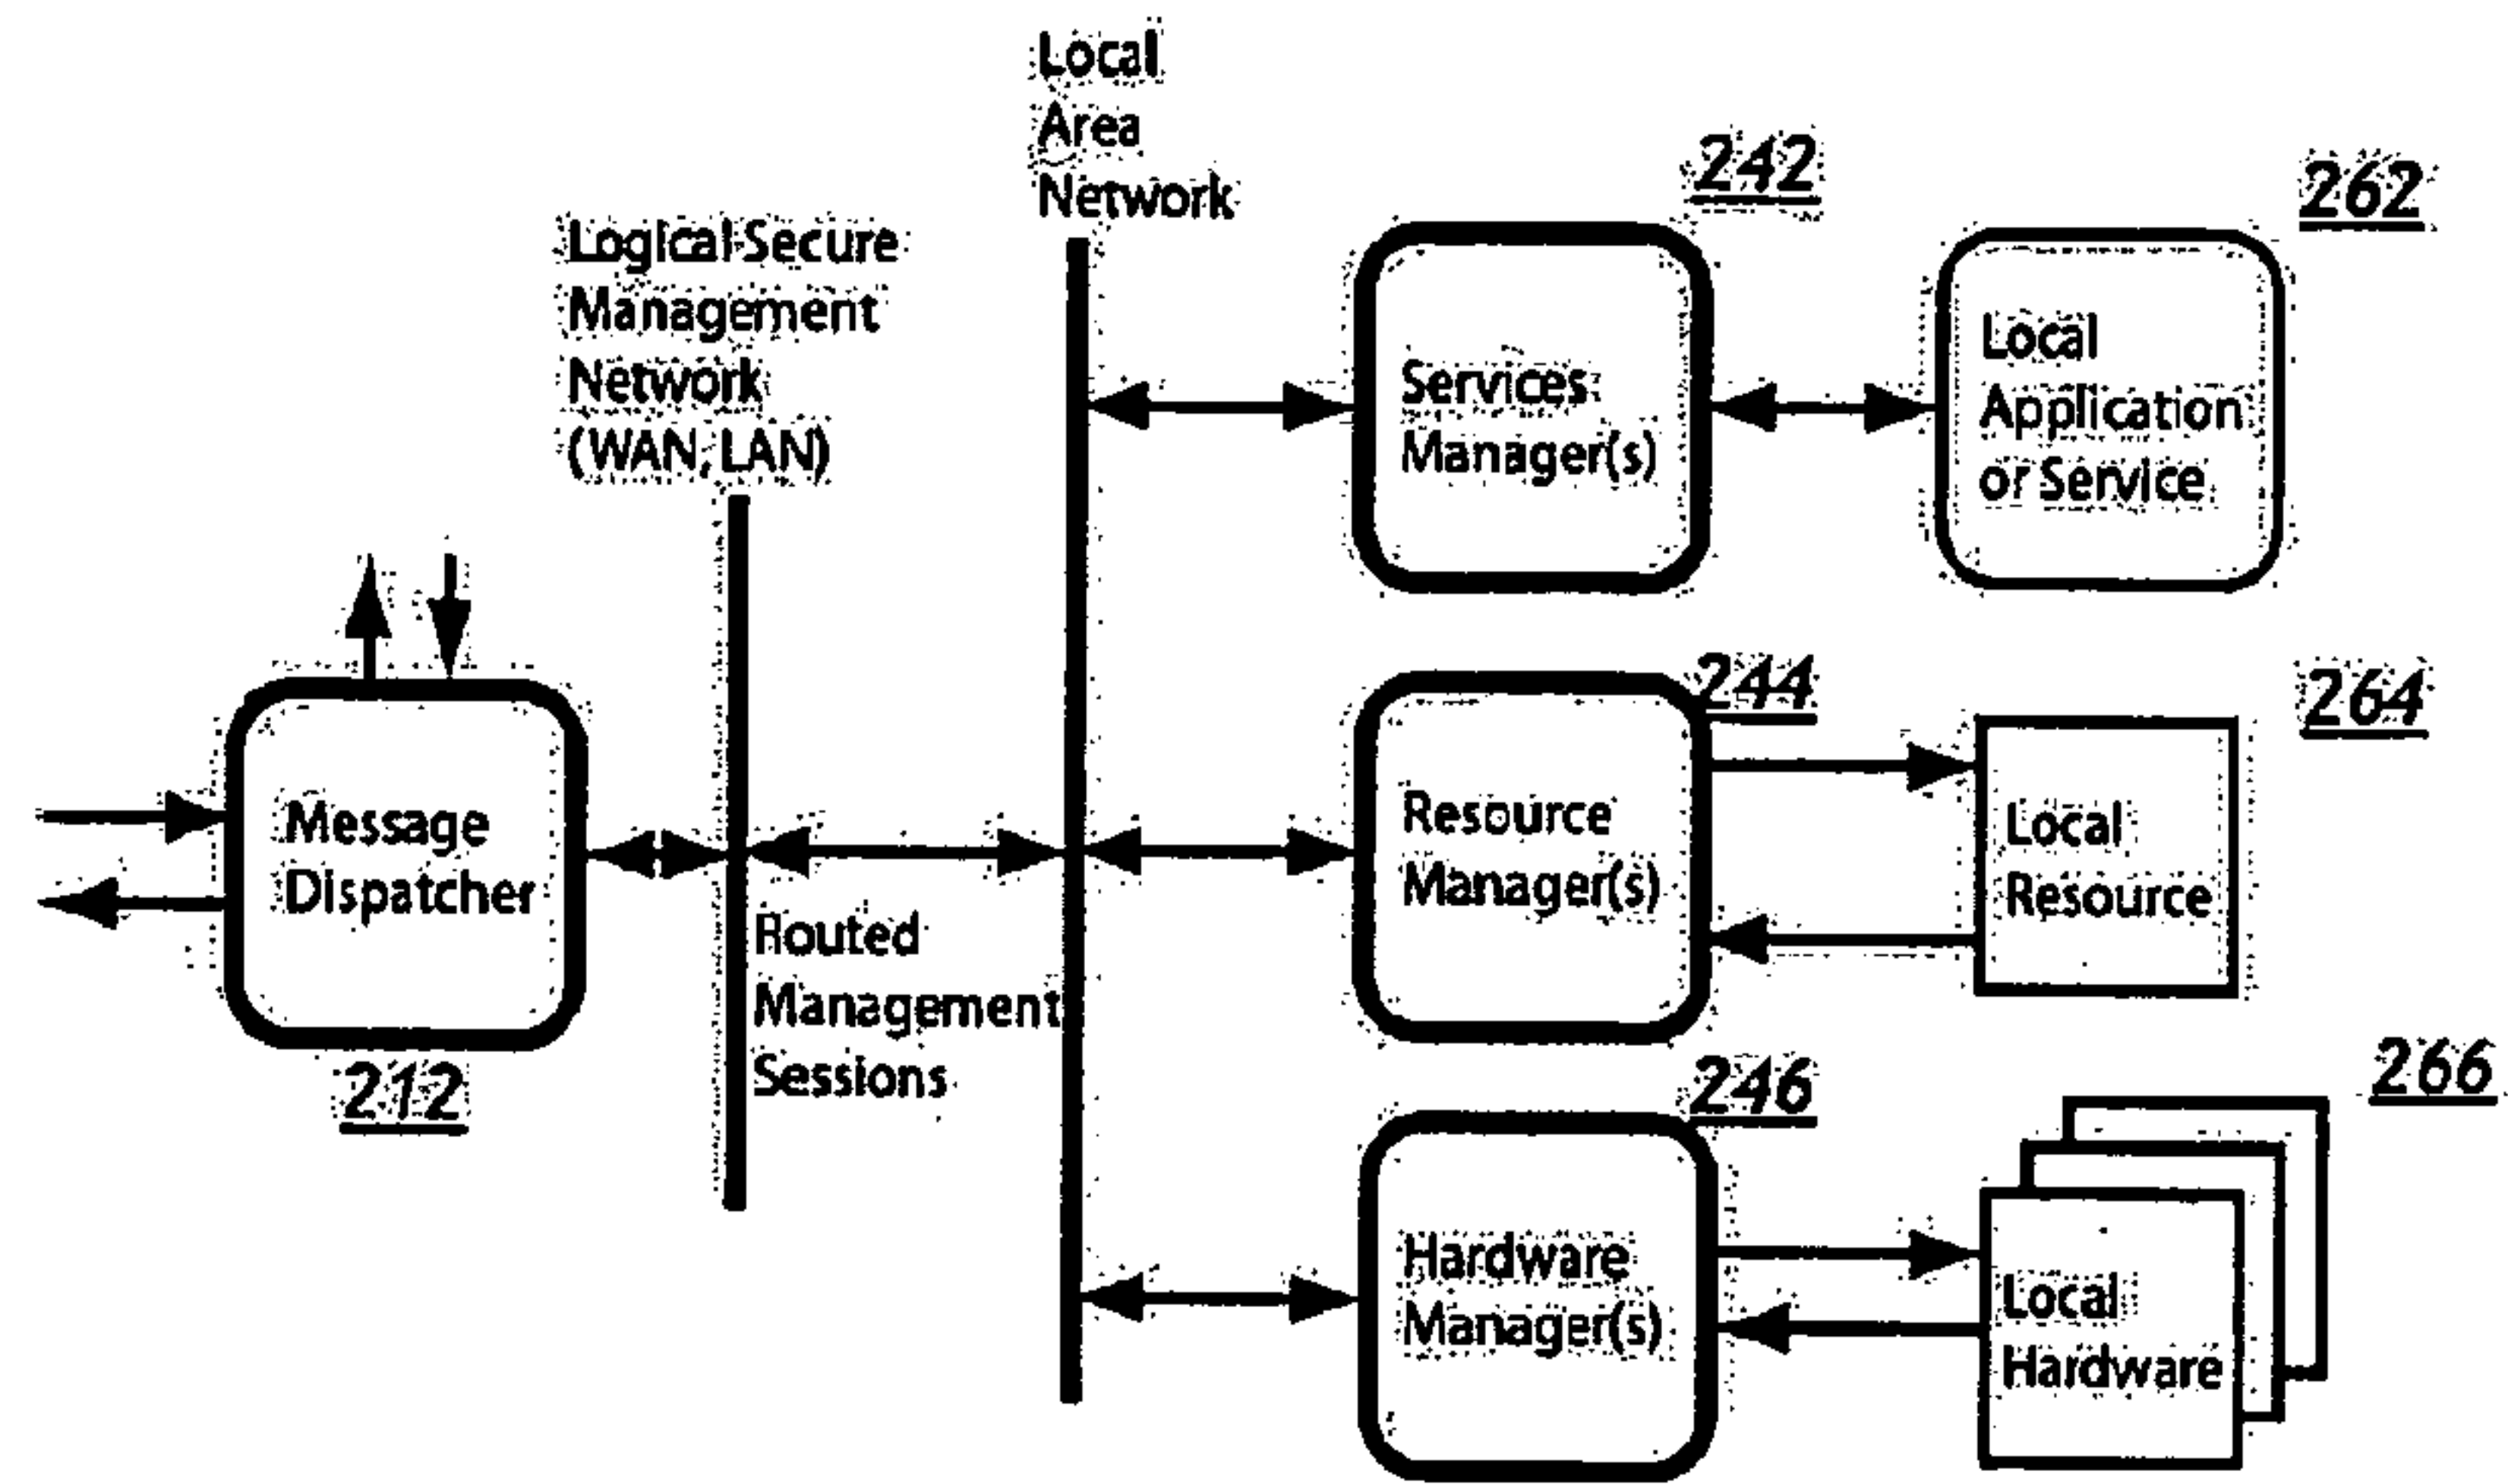 Local
Area
Network
242
262
Logical Secure
Management
Network
(WAN, LAN)
Services
Manager(s)
Local
Application
or Service
244
264
Message
Dispatcher
212
Routed
Management
Sessions
Resource
Manager(s)
Local
Resource
246
266
Hardware
Manager(s)
Local
Hardware